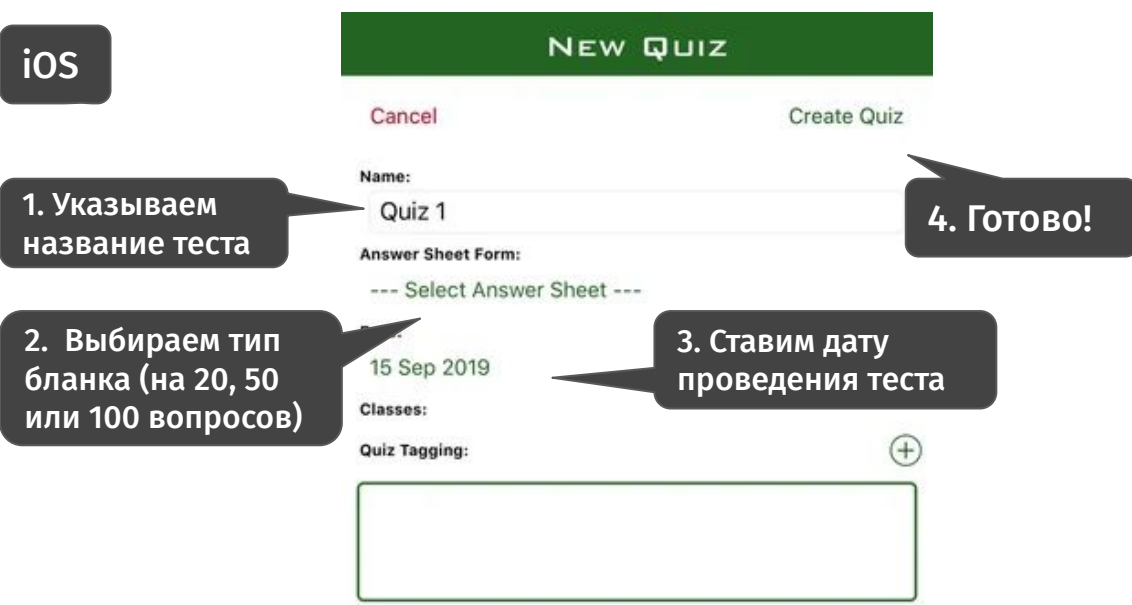 iOS
NEW QUIZ
Cancel
Create Quiz
Name:
Quiz 1
1. Указываем
название теста
4. Готово!
Answer Sheet Form:
--- Select Answer Sheet ---
2. Выбираем тип
бланка (на 20, 50
или 100 вопросов)
3. Ставим дату
проведения теста
15 Sep 2019
Classes:
Quiz Tagging: